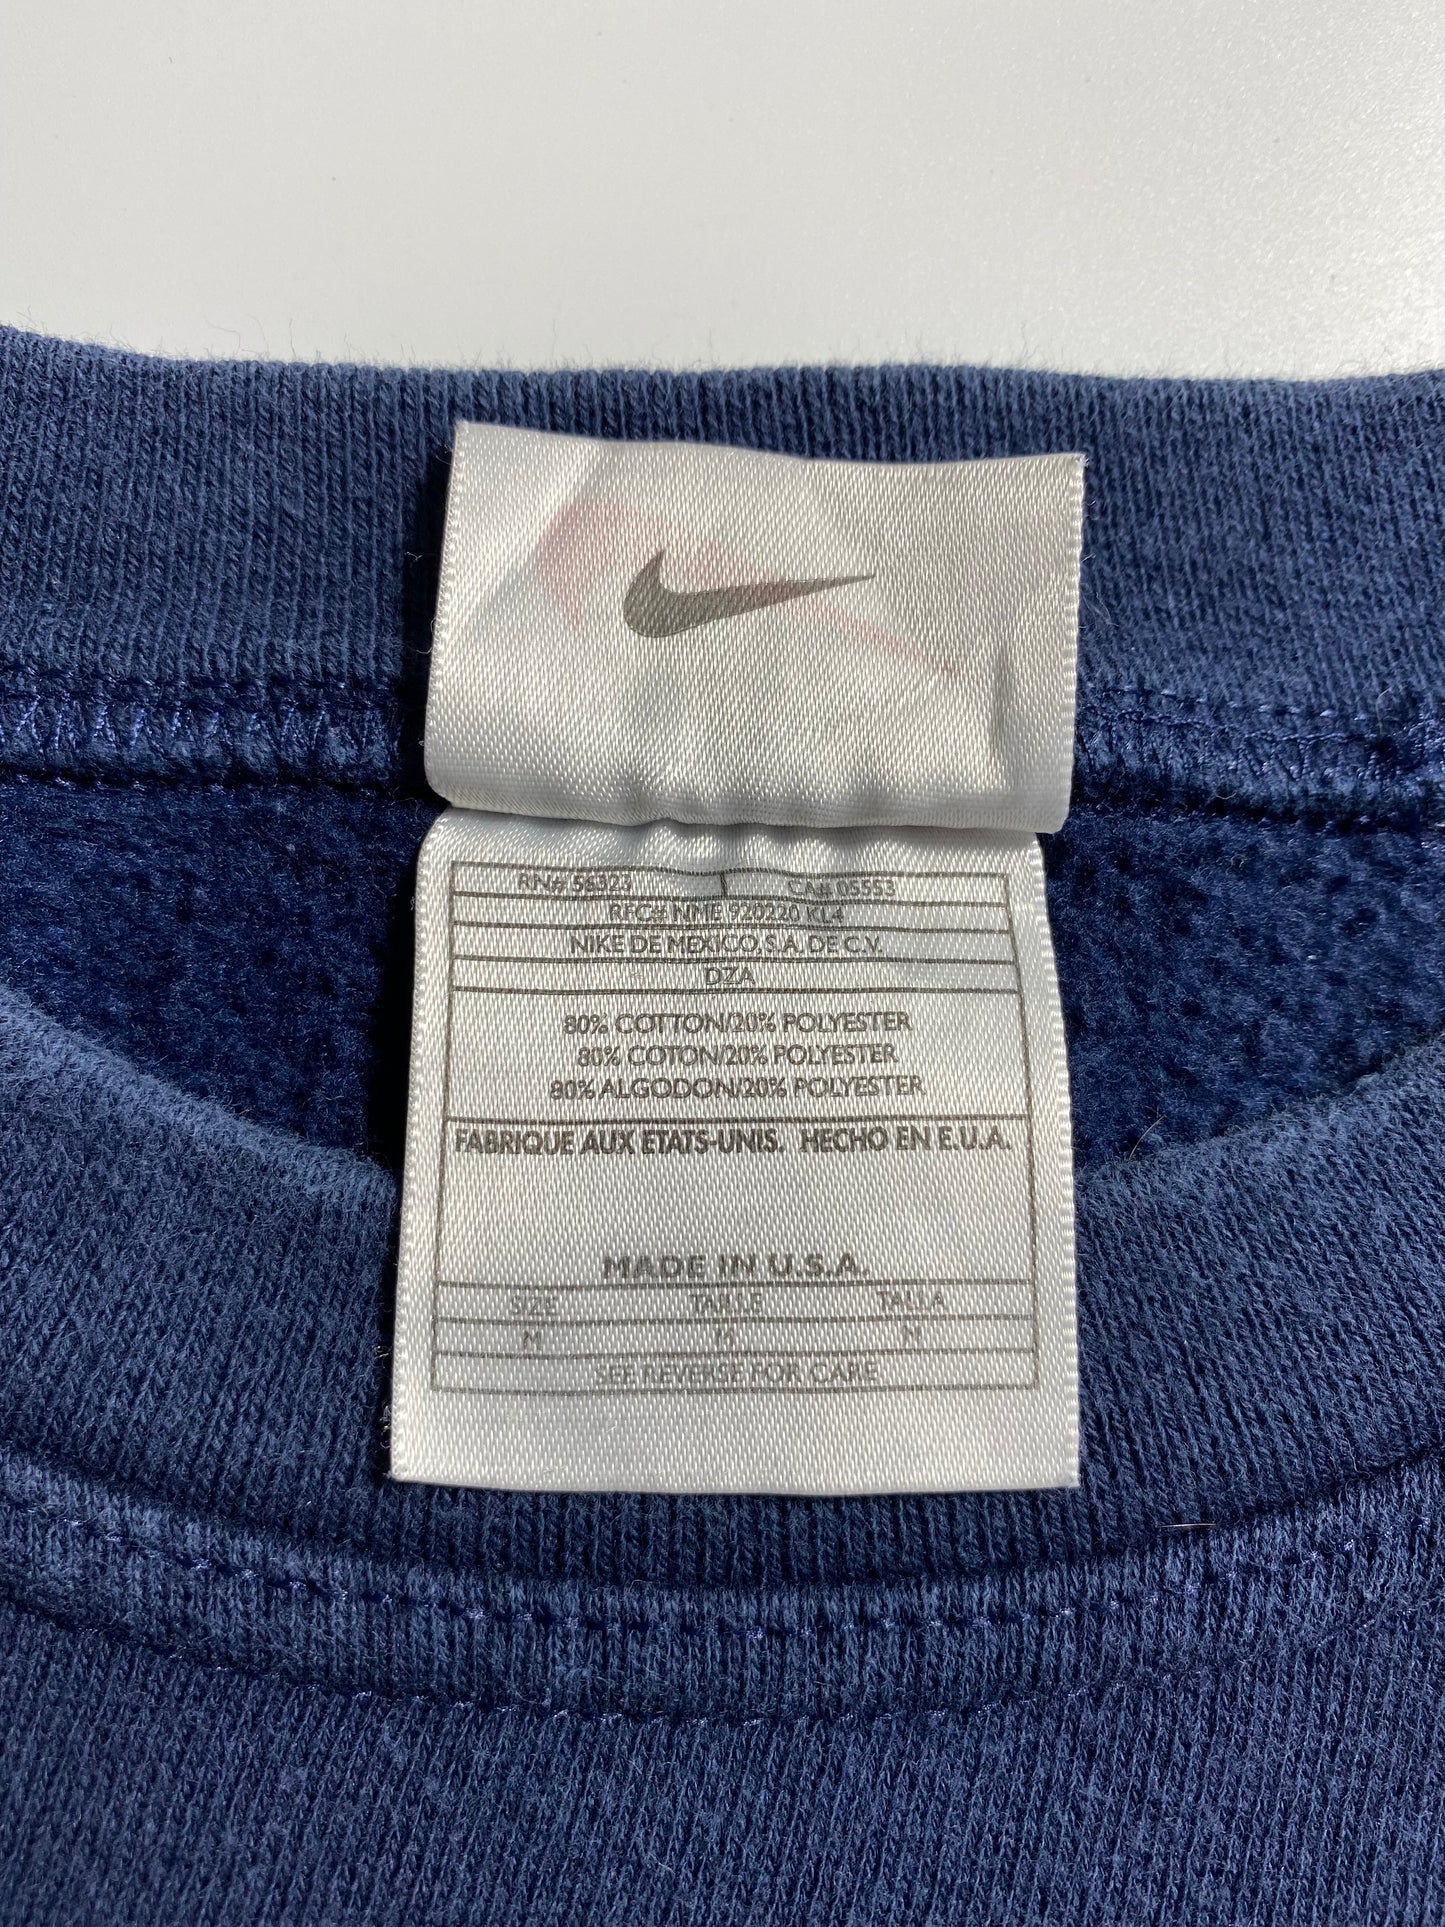 RN# 56323 CA# 05553
RFC# NME 920220 KL4
NIKE DE MEXICO, S.A. DE C.V.
DZA
80% COTTON/20% POLYESTER
80% COTON/20% POLYESTER
80% ALGODON/20% POLYESTER
FABRIQUE AUX ETATS-UNIS. HECHO EN E.U.A.
MADE IN U.S.A.
SIZE TAILLE TALLA
M M M
SEE REVERSE FOR CARE